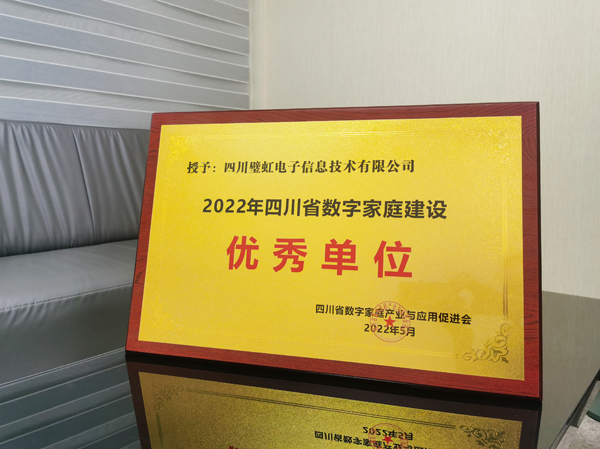 授予：四川璧虹电子信息技术有限公司
2022年四川省数字家庭建设
优秀单位
四川省数字家庭产业与应用促进会
2022年5月